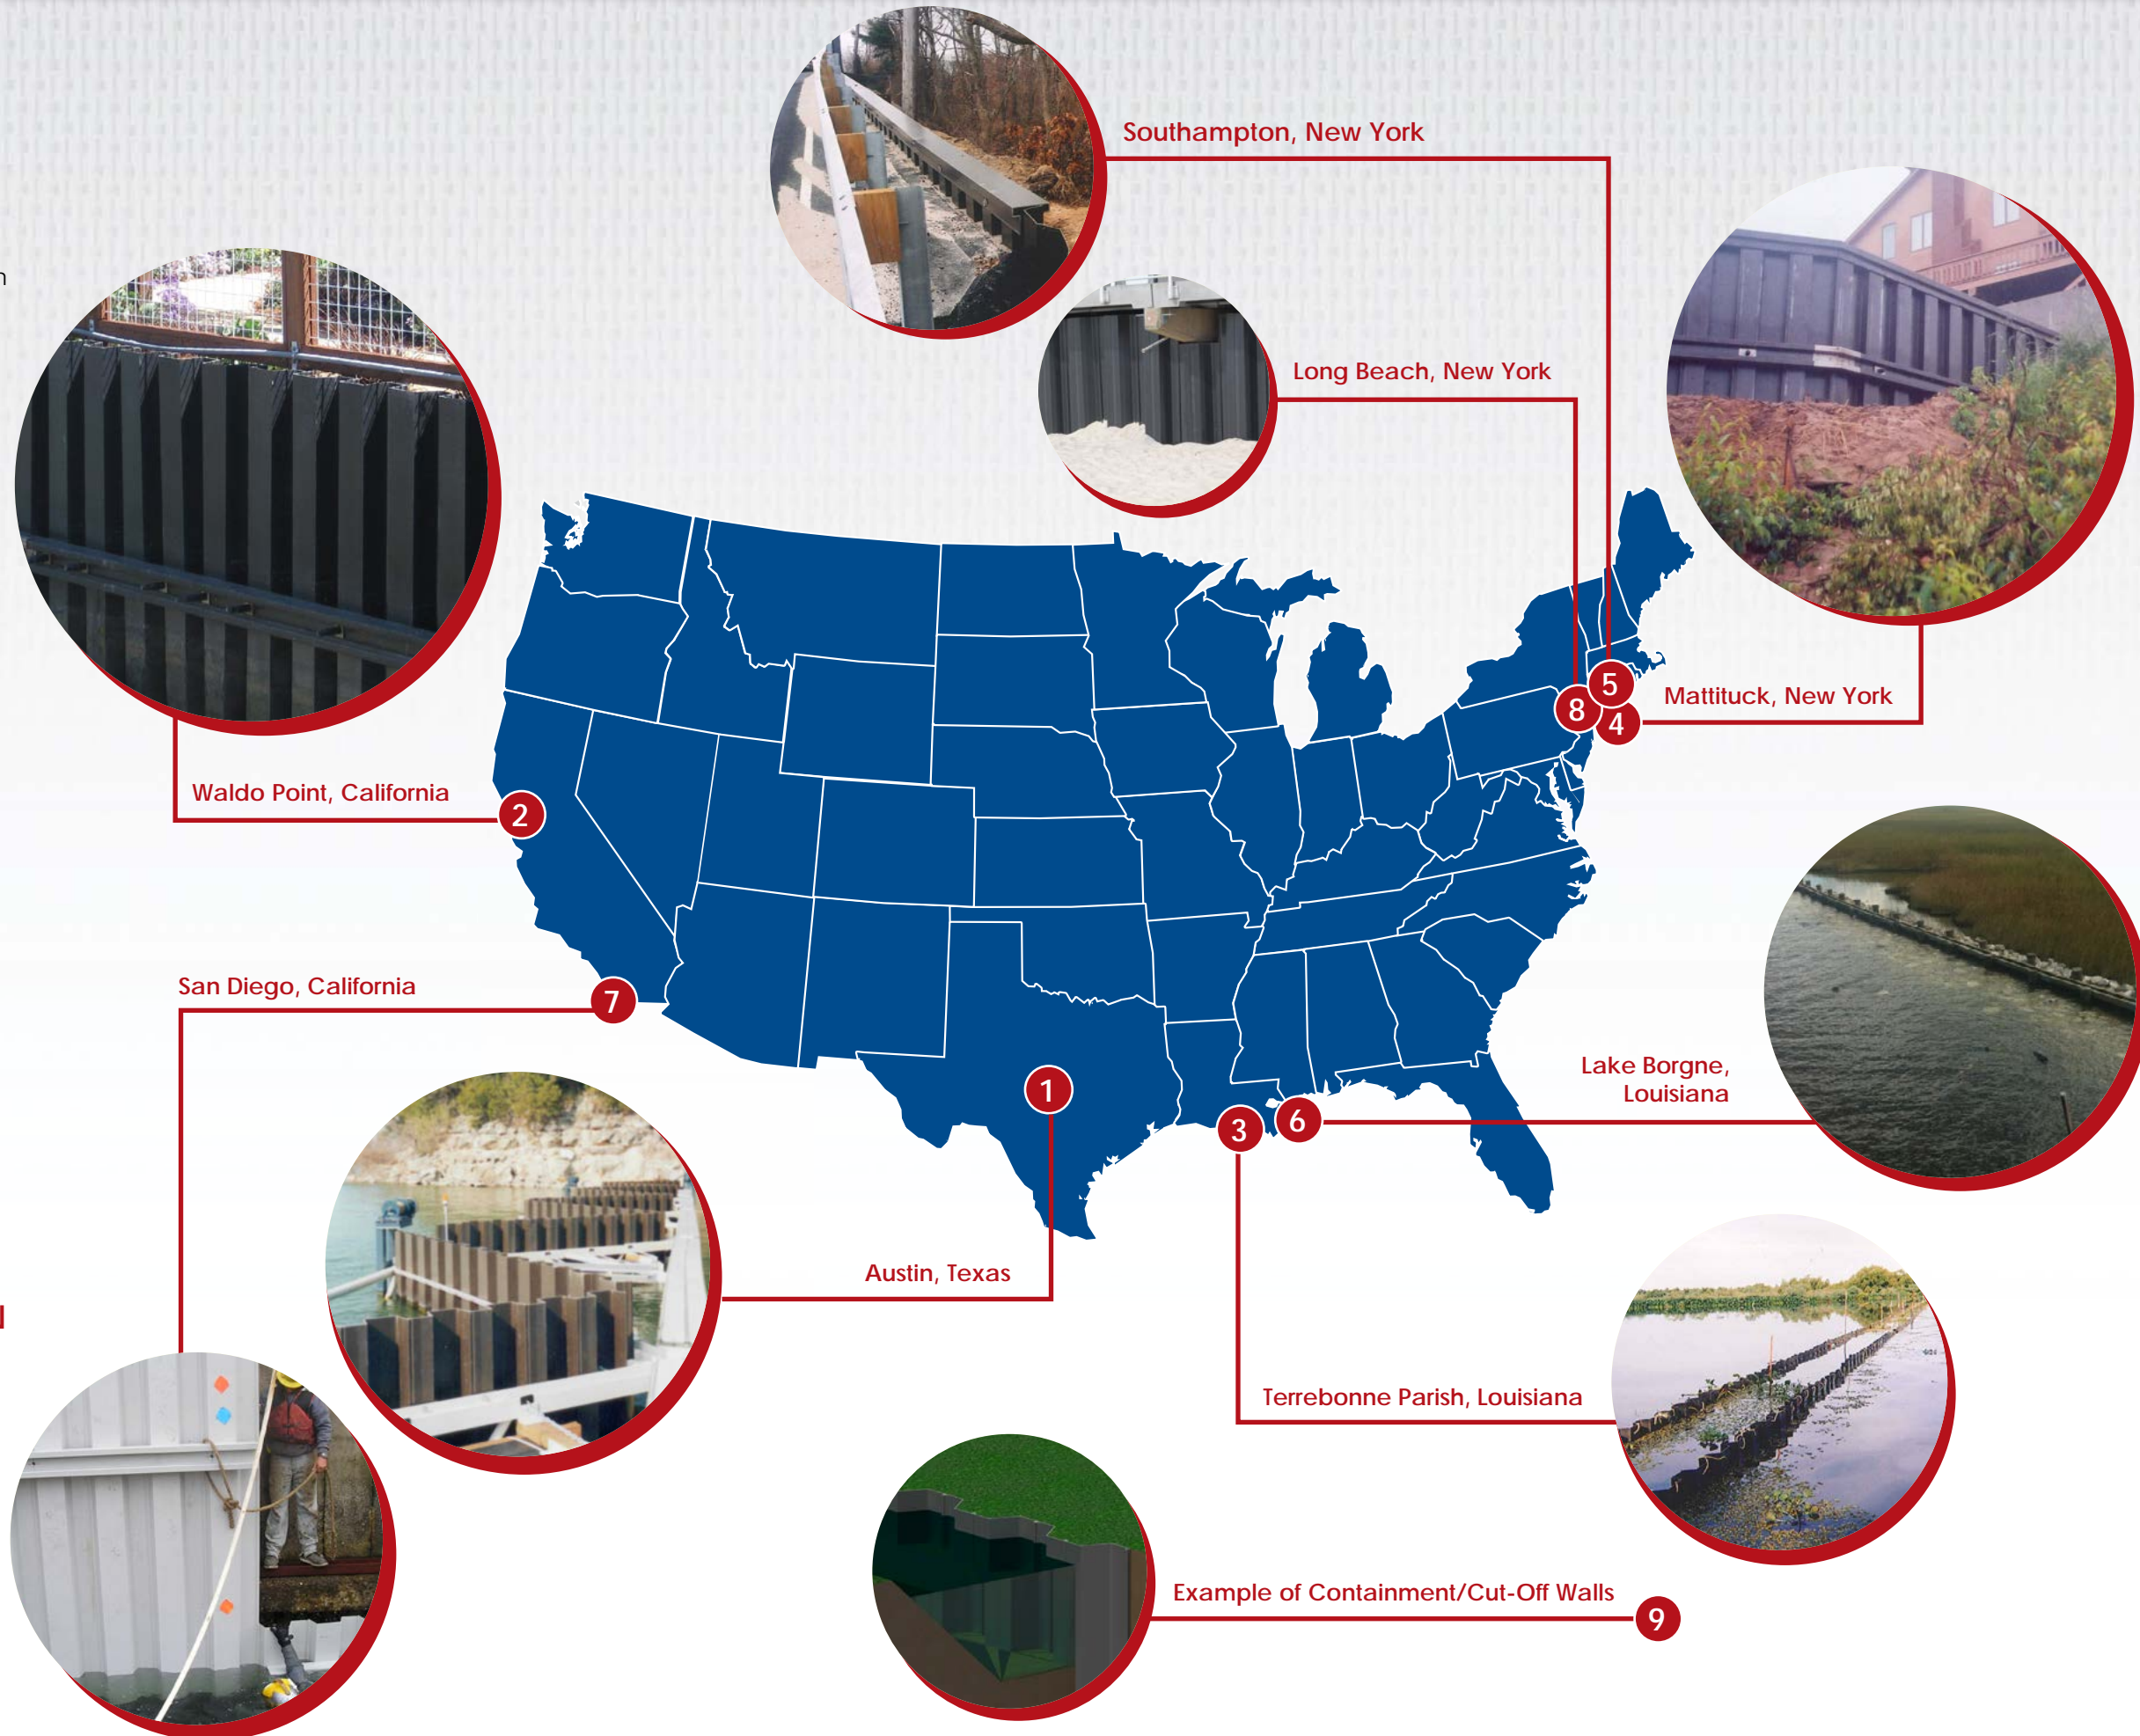 Southampton, New York
Long Beach, New York
Mattituck, New York
5
8
4
Waldo Point, California
2
San Diego, California
7
Lake Borgne,
Louisiana
1
3
6
Austin, Texas
Terrebonne Parish, Louisiana
Example of Containment/Cut-Off Walls
9